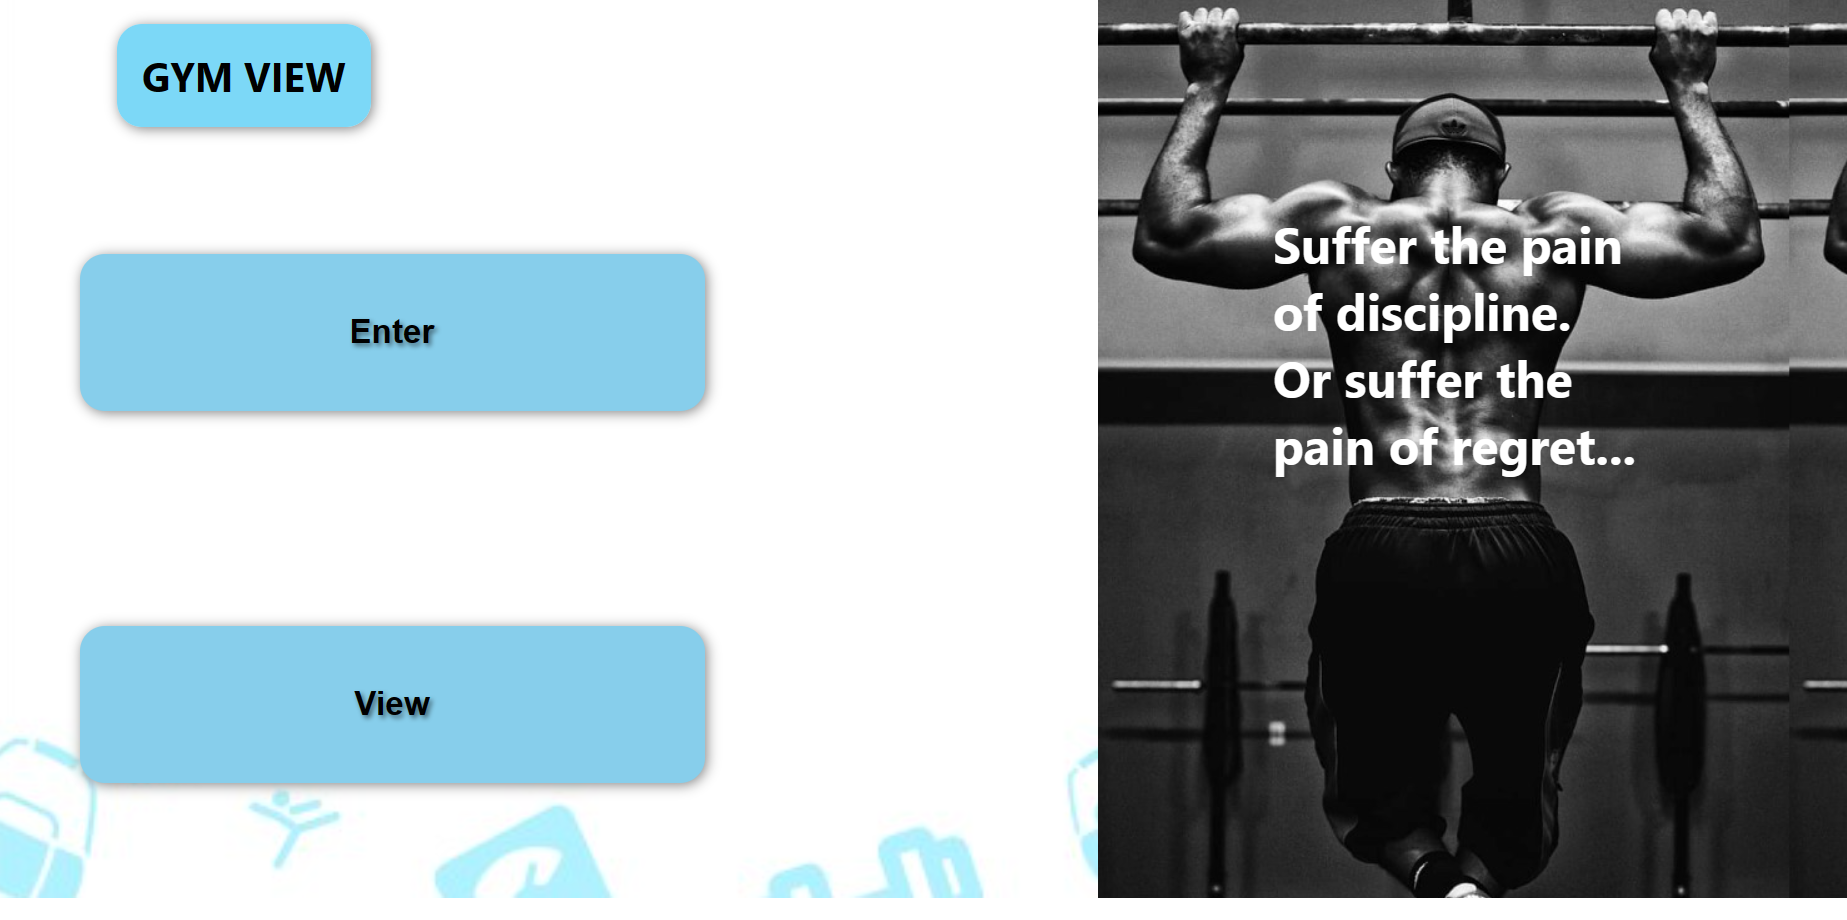 GYM VIEW
Enter
View
Suffer the pain
of discipline.
Or suffer the
pain of regret...